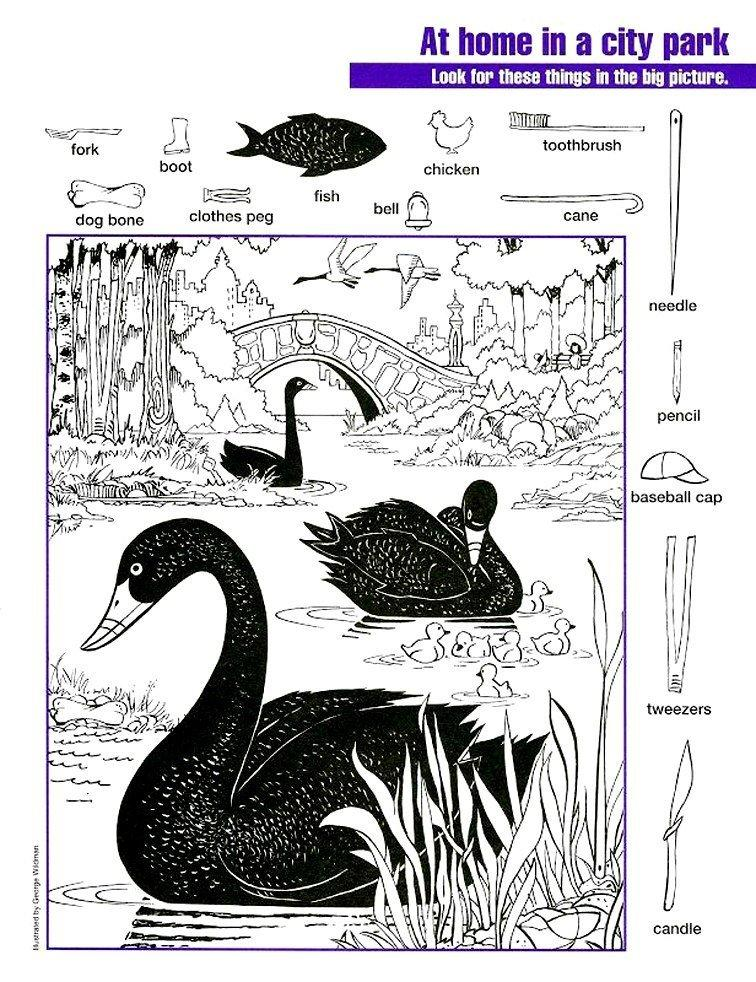 At home in a city park
Look for these things in the big picture.
fork
boot
fish
chicken
toothbrush
dog bone
clothes peg
bell
cane
needle
pencil
baseball cap
tweezers
candle
Illustrated by George Wildman